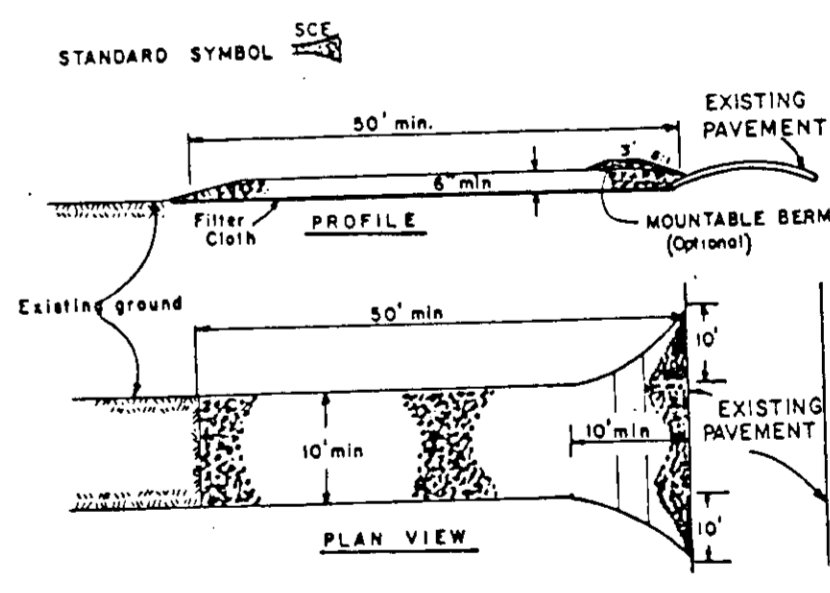 SCE
STANDARD SYMBOL
50' min.
EXISTING
PAVEMENT
3'
6" min
Filter
Cloth
PROFILE
MOUNTABLE BERM
(Optional)
Existing ground
50' min
10'
10' min
10' min
EXISTING
PAVEMENT
10'
PLAN VIEW